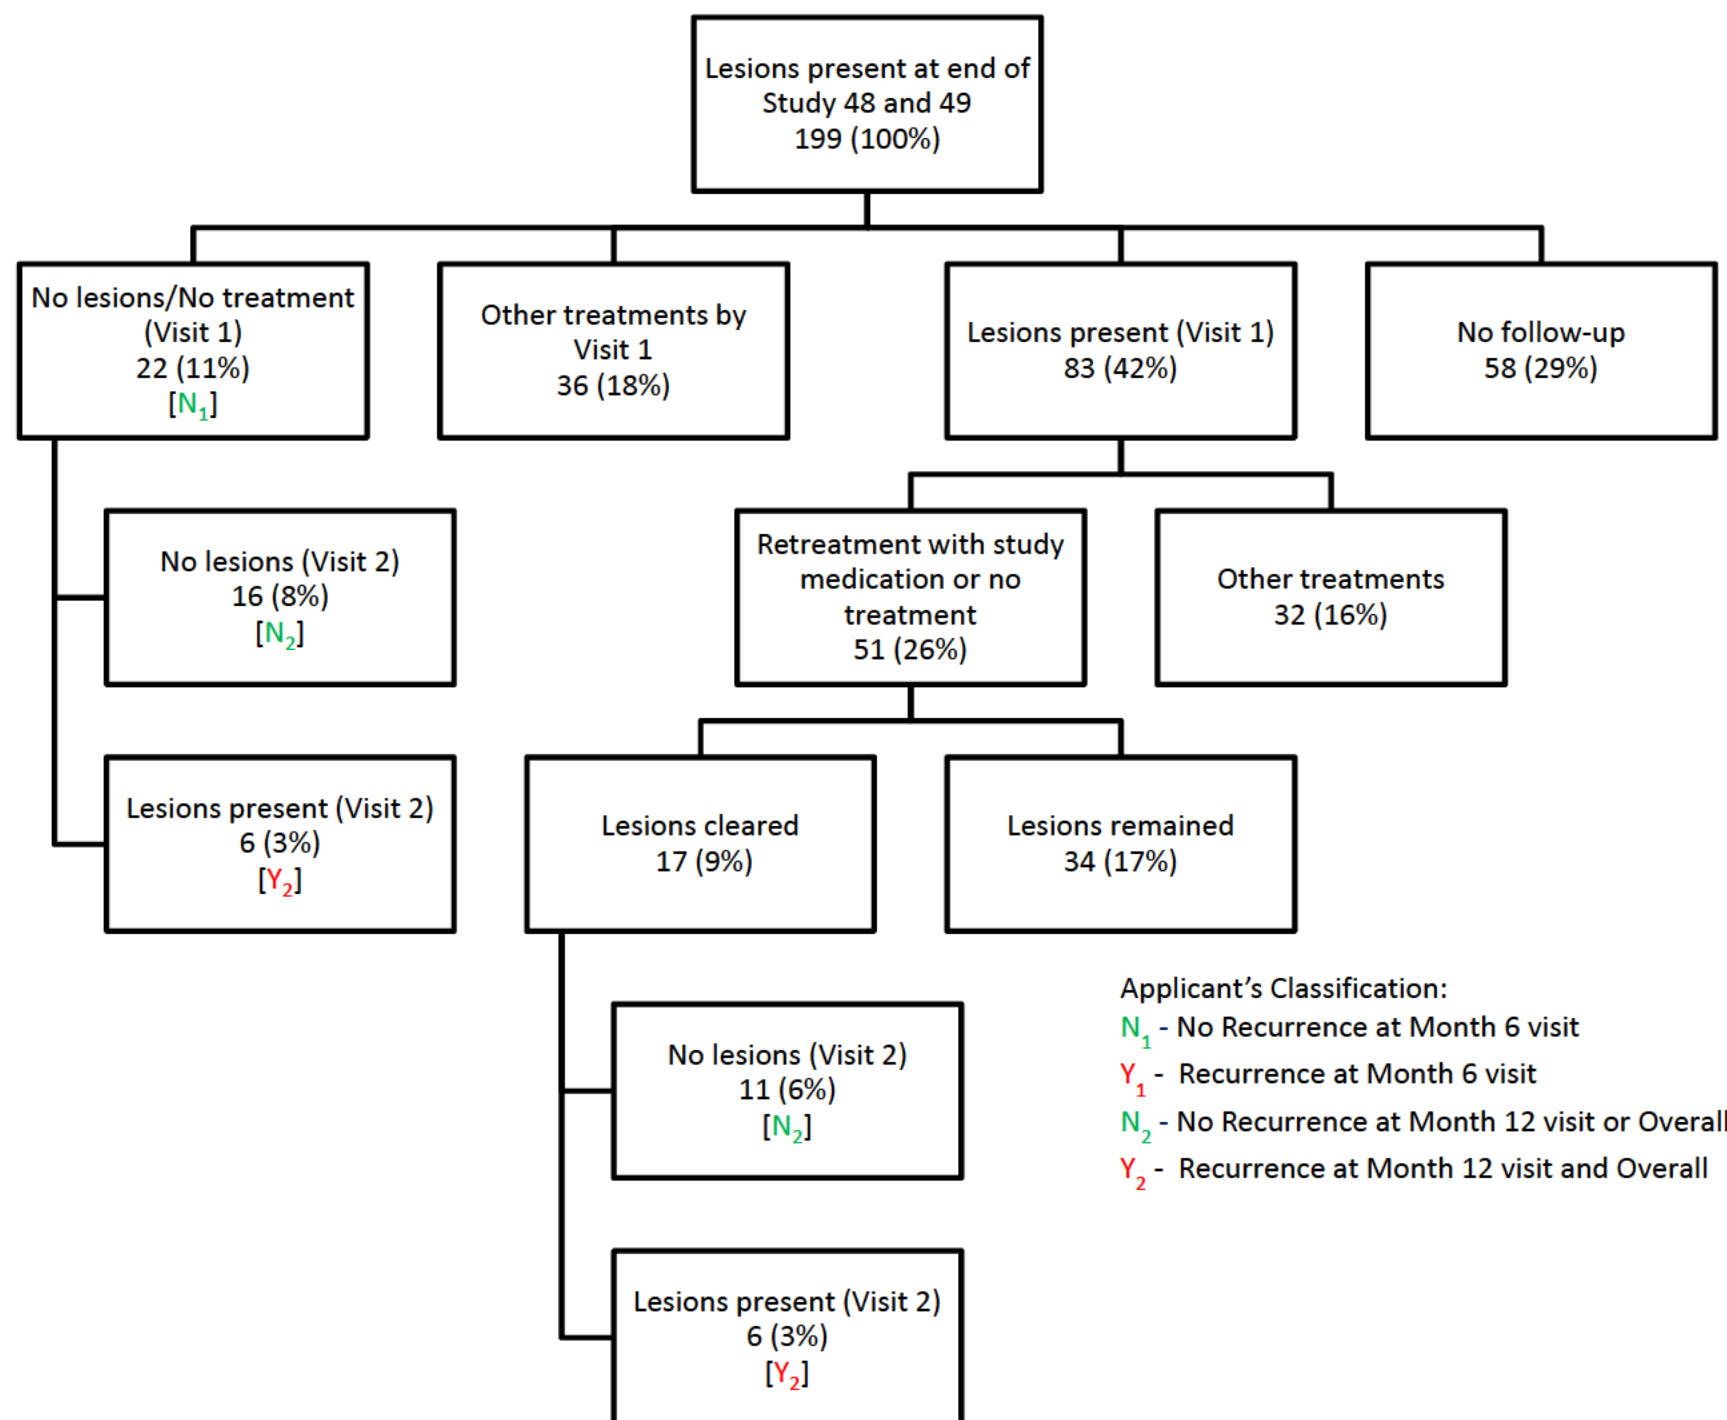 Lesions present at end of
Study 48 and 49
199 (100%)
No lesions/No treatment
(Visit 1)
22 (11%)
[N1]
Other treatments by
Visit 1
36 (18%)
Lesions present (Visit 1)
83 (42%)
No follow-up
58 (29%)
No lesions (Visit 2)
16 (8%)
[N2]
Retreatment with study
medication or no
treatment
51 (26%)
Other treatments
32 (16%)
Lesions present (Visit 2)
6 (3%)
[Y2]
Lesions cleared
17 (9%)
Lesions remained
34 (17%)
No lesions (Visit 2)
11 (6%)
[N2]
Lesions present (Visit 2)
6 (3%)
[Y2]
Applicant’s Classification:
N1 - No Recurrence at Month 6 visit
Y1 - Recurrence at Month 6 visit
N2 - No Recurrence at Month 12 visit or Overall
Y2 - Recurrence at Month 12 visit and Overall